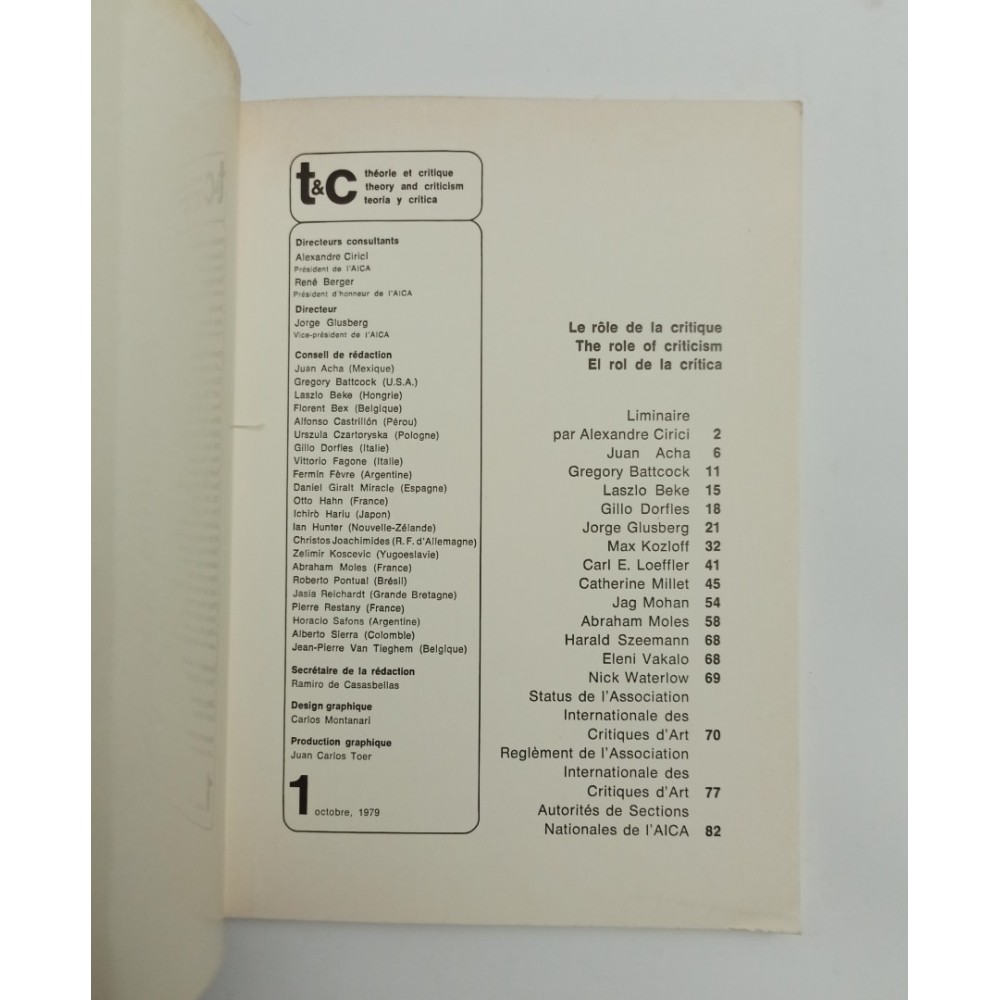 t&c
théorie et critique
theory and criticism
teoria y crítica
Directeurs consultants
Alexandre Cirici
Président de l'AICA
René Berger
Président d'honneur de l'AICA
Directeur
Jorge Glusberg
Vice-président de l'AICA
Conseil de rédaction
Juan Acha (Mexique)
Gregory Battcock (U.S.A.)
Laszlo Beke (Hongrie)
Florent Bex (Belgique)
Alfonso Castrillón (Pérou)
Urszula Czartoryska (Pologne)
Gillo Dorfles (Italie)
Vittorio Fagone (Italie)
Fermin Fèvre (Argentine)
Daniel Giralt Miracle (Espagne)
Otto Hahn (France)
Ichirò Hariu (Japon)
Ian Hunter (Nouvelle-Zélande)
Christos Joachimides (R.F. d'Allemagne)
Zelimir Koscevic (Yugoeslavie)
Abraham Moles (France)
Roberto Pontual (Brésil)
Jasia Reichardt (Grande Bretagne)
Pierre Restany (France)
Horacio Safons (Argentine)
Alberto Sierra (Colombie)
Jean-Pierre Van Tieghem (Belgique)
Secrétaire de la rédaction
Ramiro de Casasbellas
Design graphique
Carlos Montanari
Production graphique
Juan Carlos Toer
1 octobre, 1979
Le rôle de la critique
The role of criticism
El rol de la crítica
Liminaire
par Alexandre Cirici 2
Juan Acha 6
Gregory Battcock 11
Laszlo Beke 15
Gillo Dorfles 18
Jorge Glusberg 21
Max Kozloff 32
Carl E. Loeffler 41
Catherine Millet 45
Jag Mohan 54
Abraham Moles 58
Harald Szeemann 68
Eleni Vakalo 68
Nick Waterlow 69
Status de l'Association
Internationale des
Critiques d'Art 70
Reglèment de l'Association
Internationale des
Critiques d'Art 77
Autorités de Sections
Nationales de l'AICA 82